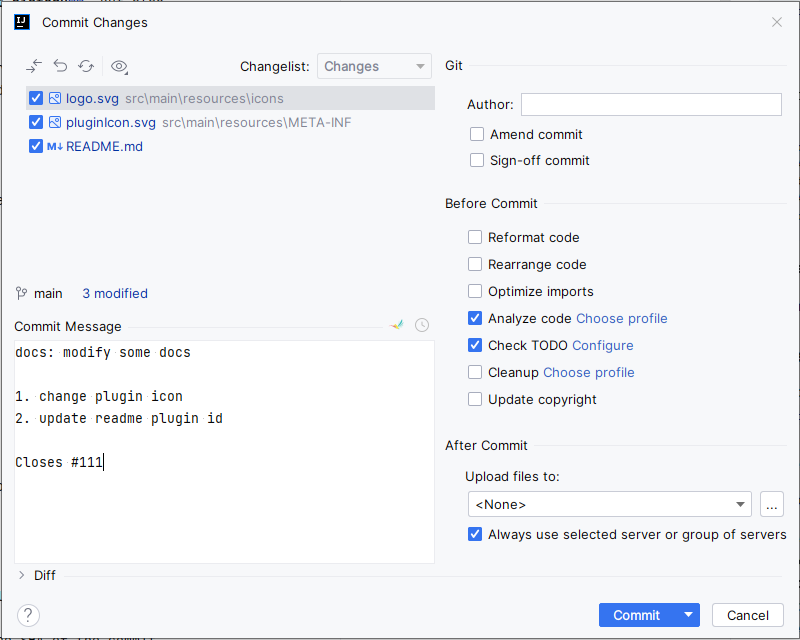 IJ
Commit Changes
Changelist: Changes
logo.svg src\main\resources\icons
pluginIcon.svg src\main\resources\META-INF
M↓ README.md
main 3 modified
Commit Message
docs: modify some docs
1. change plugin icon
2. update readme plugin id
Closes #111
Diff
?
Git
Author:
Amend commit
Sign-off commit
Before Commit
Reformat code
Rearrange code
Optimize imports
Analyze code Choose profile
Check TODO Configure
Cleanup Choose profile
Update copyright
After Commit
Upload files to:
<None>
...
Always use selected server or group of servers
Commit
Cancel